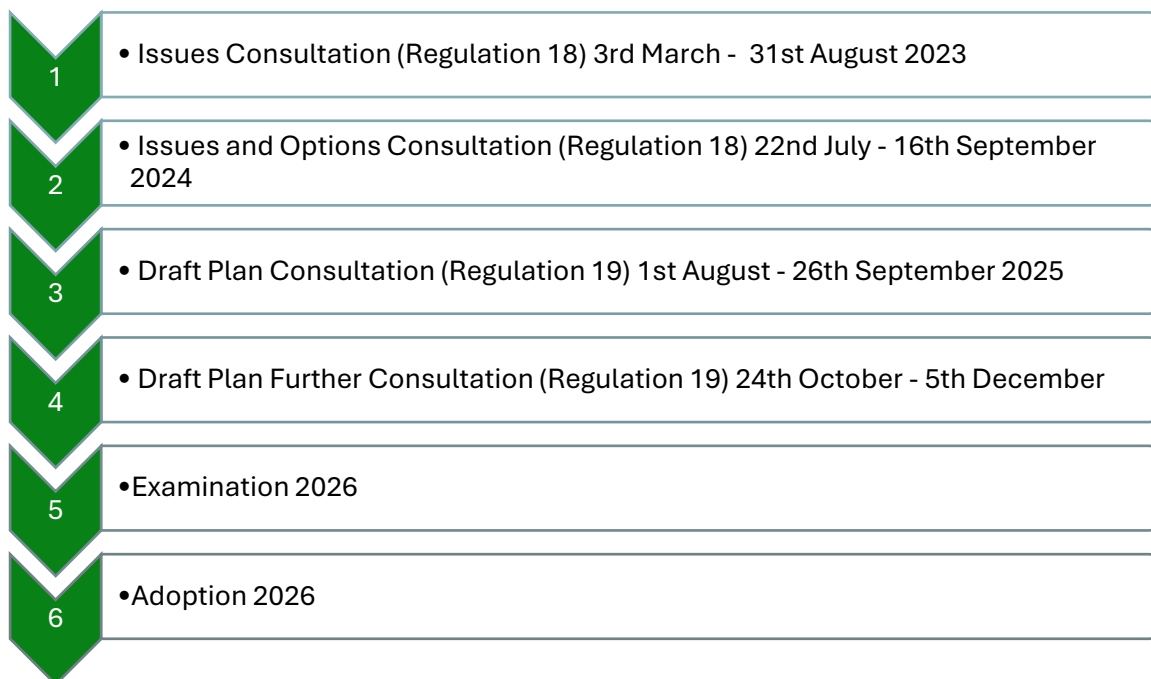 1
• Issues Consultation (Regulation 18) 3rd March -  31st August 2023
2
• Issues and Options Consultation (Regulation 18) 22nd July - 16th September
2024
3
• Draft Plan Consultation (Regulation 19) 1st August - 26th September 2025
4
• Draft Plan Further Consultation (Regulation 19) 24th October - 5th December
5
•Examination 2026
6
•Adoption 2026